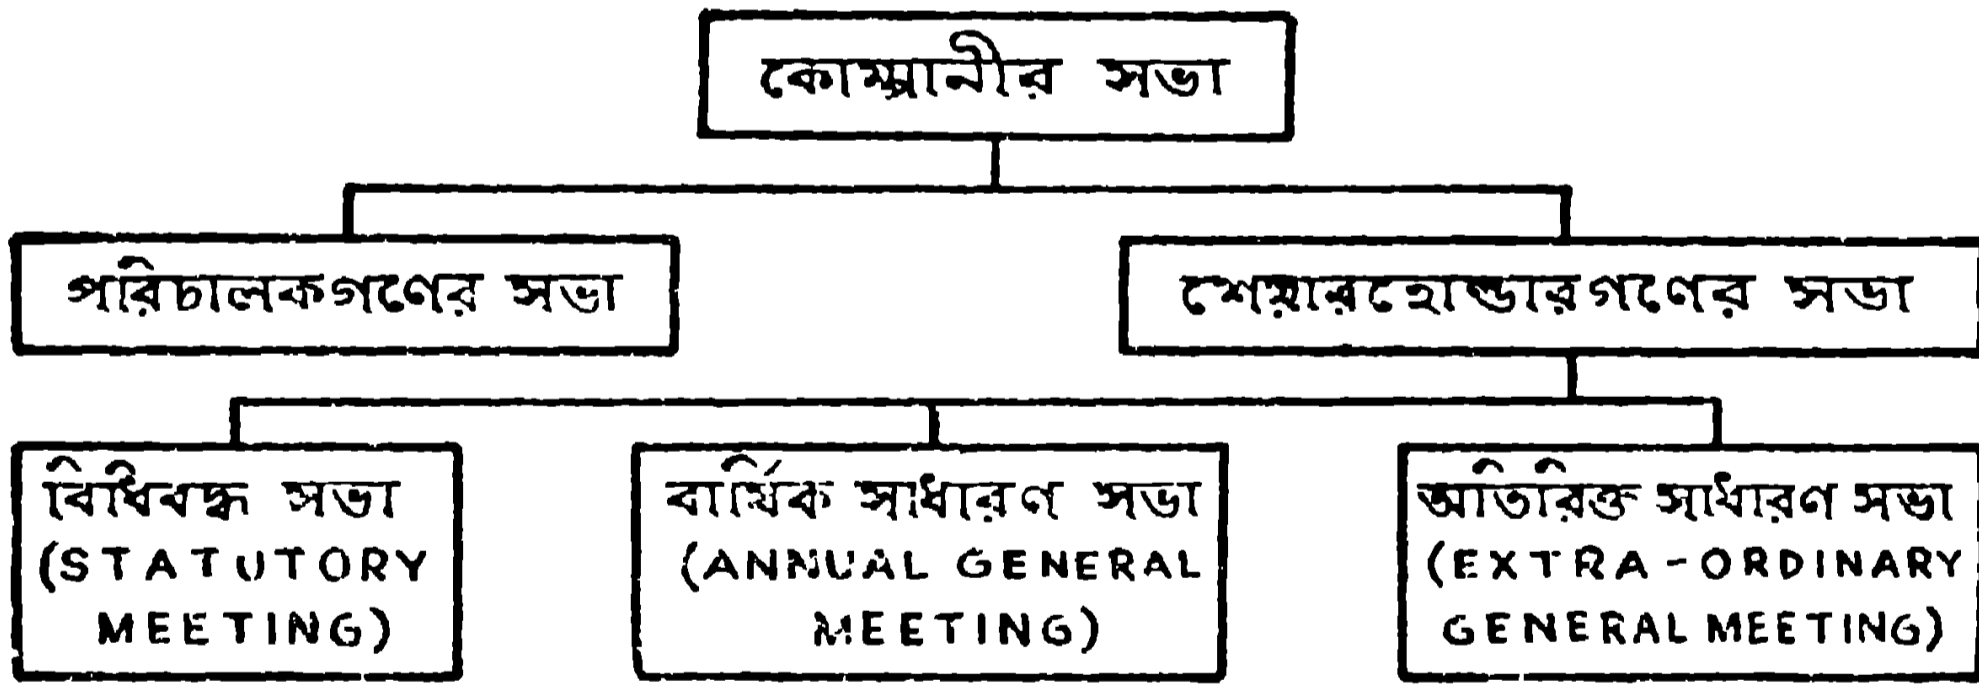 কোম্পানীর সভা
পরিচালকগণের সভা
শেয়ারহোল্ডারগণের সভা
বিধিবদ্ধ সভা
(STATUTORY
MEETING)
বার্ষিক সাধারণ সভা
(ANNUAL GENERAL
MEETING)
অতিরিক্ত সাধারণ সভা
(EXTRA-ORDINARY
GENERAL MEETING)